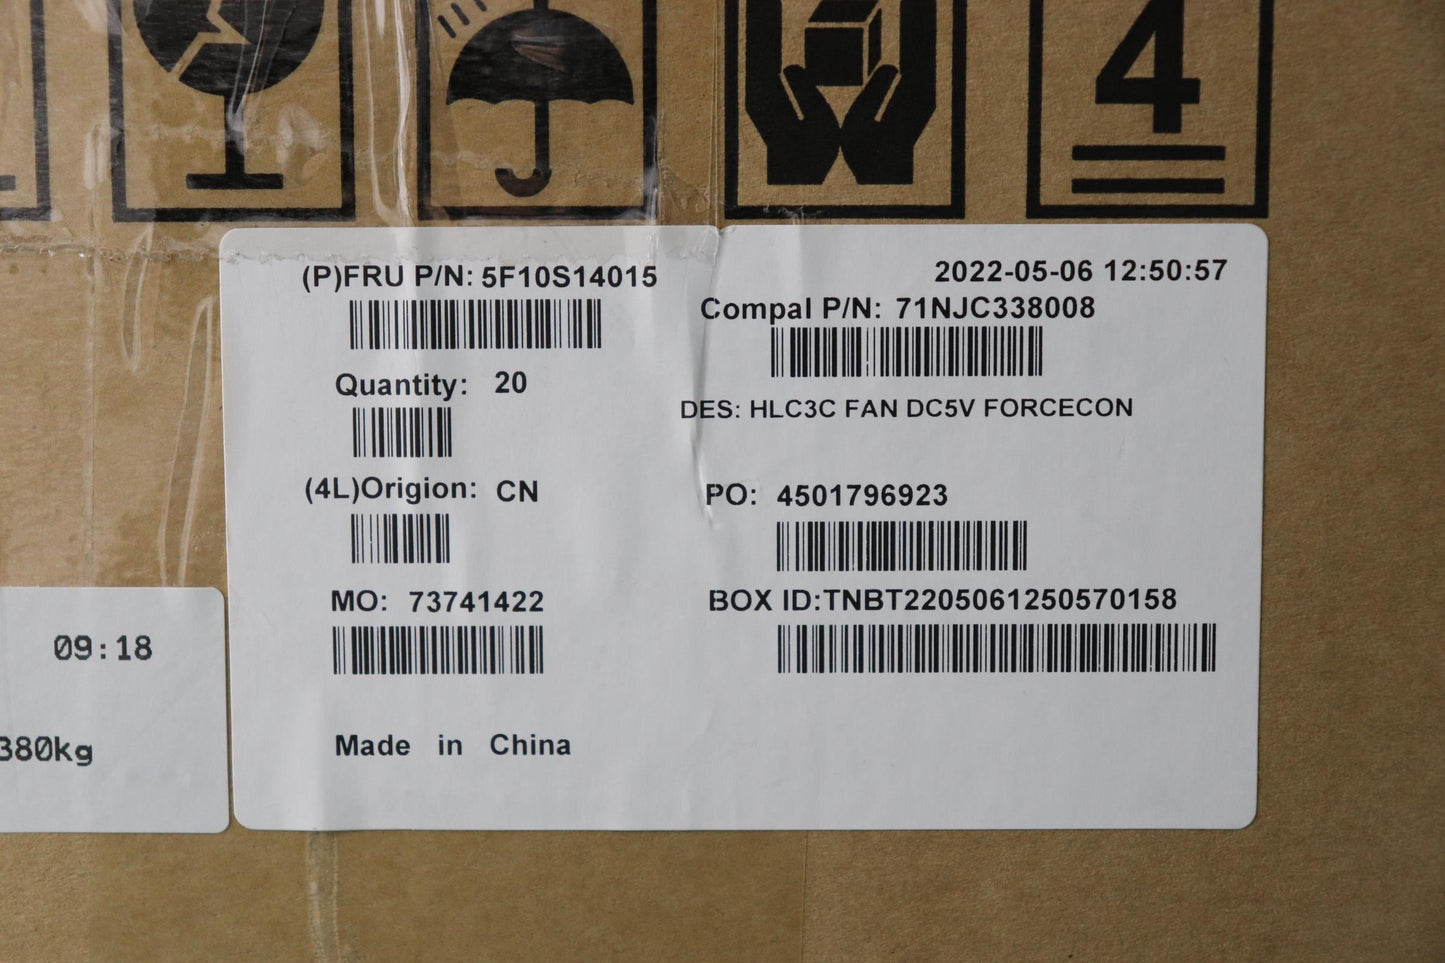 4
(P)FRU P/N: 5F10S14015
2022-05-06 12:50:57
Compal P/N: 71NJC338008
Quantity: 20
DES: HLC3C FAN DC5V FORCECON
(4L)Origion: CN
PO: 4501796923
MO: 73741422
BOX ID:TNBT2205061250570158
Made in China
09:18
380kg